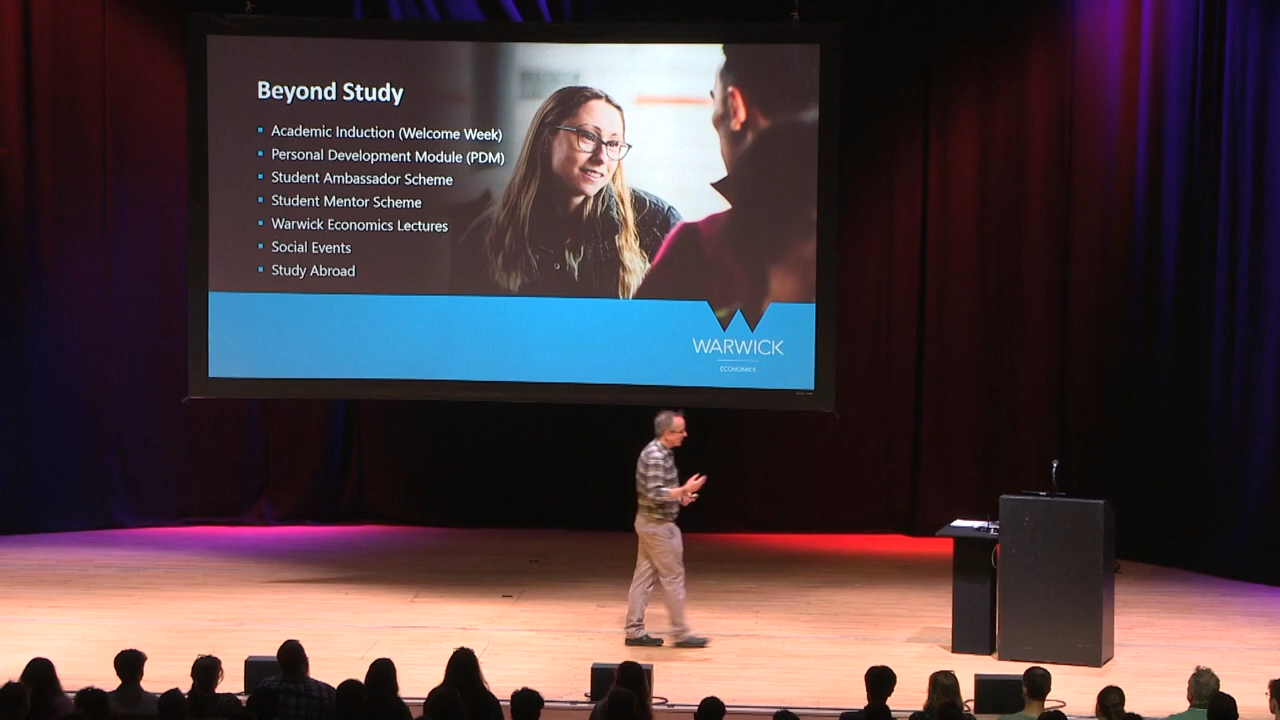 Beyond Study
Academic Induction (Welcome Week)
Personal Development Module (PDM)
Student Ambassador Scheme
Student Mentor Scheme
Warwick Economics Lectures
Social Events
Study Abroad
WARWICK
ECONOMICS